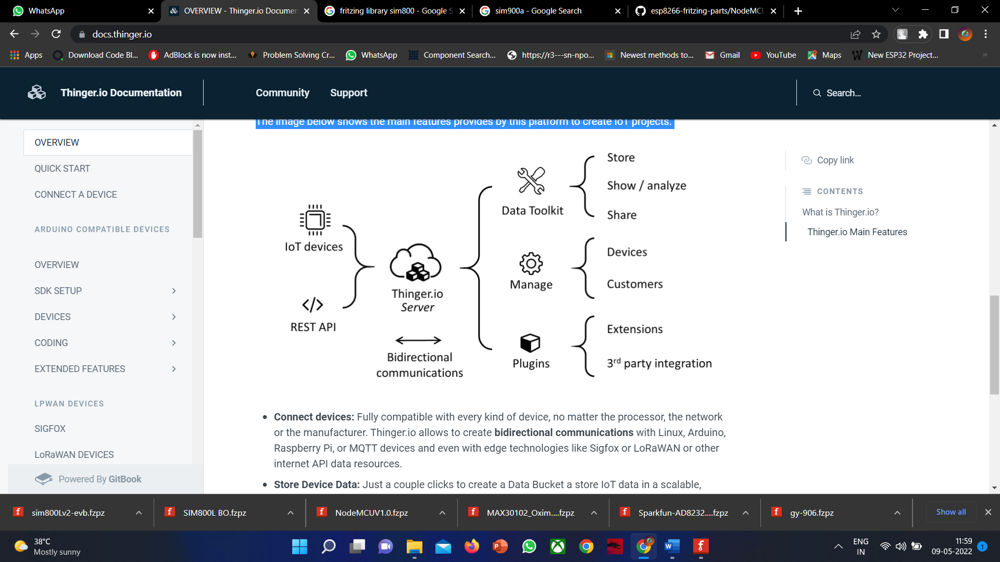 WhatsApp
OVERVIEW - Thinger.io Documen
fritzing library sim800 - Google S
sim900a - Google Search
esp8266-fritzing-parts/NodeMCU
docs.thinger.io
Apps
Download Code Bl...
AdBlock is now inst...
Problem Solving Cr...
WhatsApp
Component Search...
https://r3---sn-npo...
Newest methods to...
Gmail
YouTube
Maps
New ESP32 Project...
»
Thinger.io Documentation
Community
Support
Search...
The image below shows the main features provides by this platform to create IoT projects.
OVERVIEW
QUICK START
CONNECT A DEVICE
ARDUINO COMPATIBLE DEVICES
OVERVIEW
SDK SETUP
DEVICES
CODING
EXTENDED FEATURES
LPWAN DEVICES
SIGFOX
LoRaWAN DEVICES
Powered By GitBook
IoT devices
</>
REST API
Thinger.io
Server
Bidirectional
communications
Data Toolkit
Manage
Plugins
Store
Show / analyze
Share
Devices
Customers
Extensions
3rd party integration
Copy link
CONTENTS
What is Thinger.io?
Thinger.io Main Features
• Connect devices: Fully compatible with every kind of device, no matter the processor, the network
or the manufacturer. Thinger.io allows to create bidirectional communications with Linux, Arduino,
Raspberry Pi, or MQTT devices and even with edge technologies like Sigfox or LoRaWAN or other
internet API data resources.
• Store Device Data: Just a couple clicks to create a Data Bucket a store IoT data in a scalable,
sim800Lv2-evb.fzpz
SIM800L BO.fzpz
NodeMCUV1.0.fzpz
MAX30102_Oxim....fzpz
Sparkfun-AD8232....fzpz
gy-906.fzpz
Show all
38°C
Mostly sunny
ENG
IN
11:59
09-05-2022
1